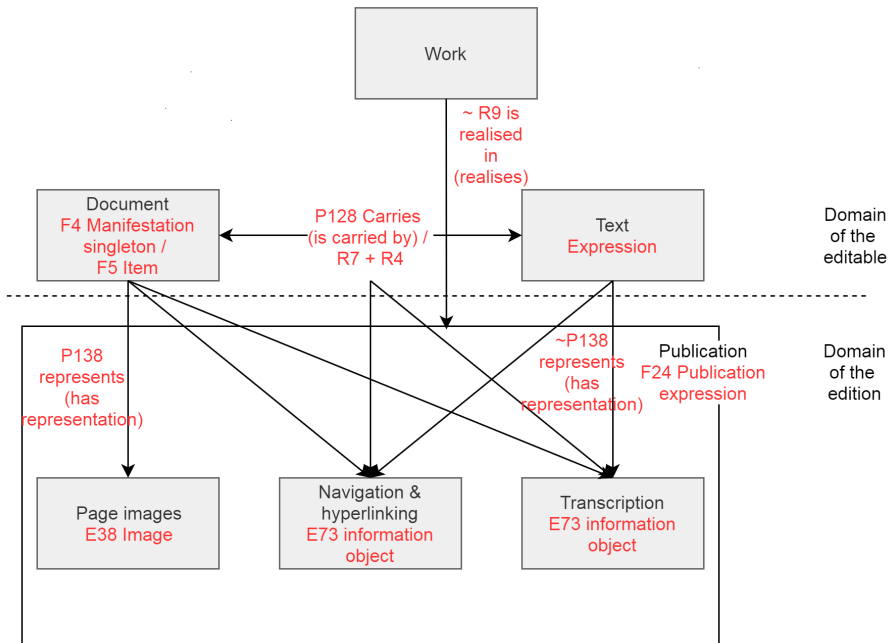 Work
~ R9 is
realised
in
(realises)
Document
F4 Manifestation
singleton /
F5 Item
P128 Carries
(is carried by) /
R7 + R4
Text
Expression
Domain
of the
editable
P138
represents
(has
representation)
~P138
represents
(has
representation)
Publication
F24 Publication
expression
Domain
of the
edition
Page images
E38 Image
Navigation &
hyperlinking
E73 information
object
Transcription
E73 information
object